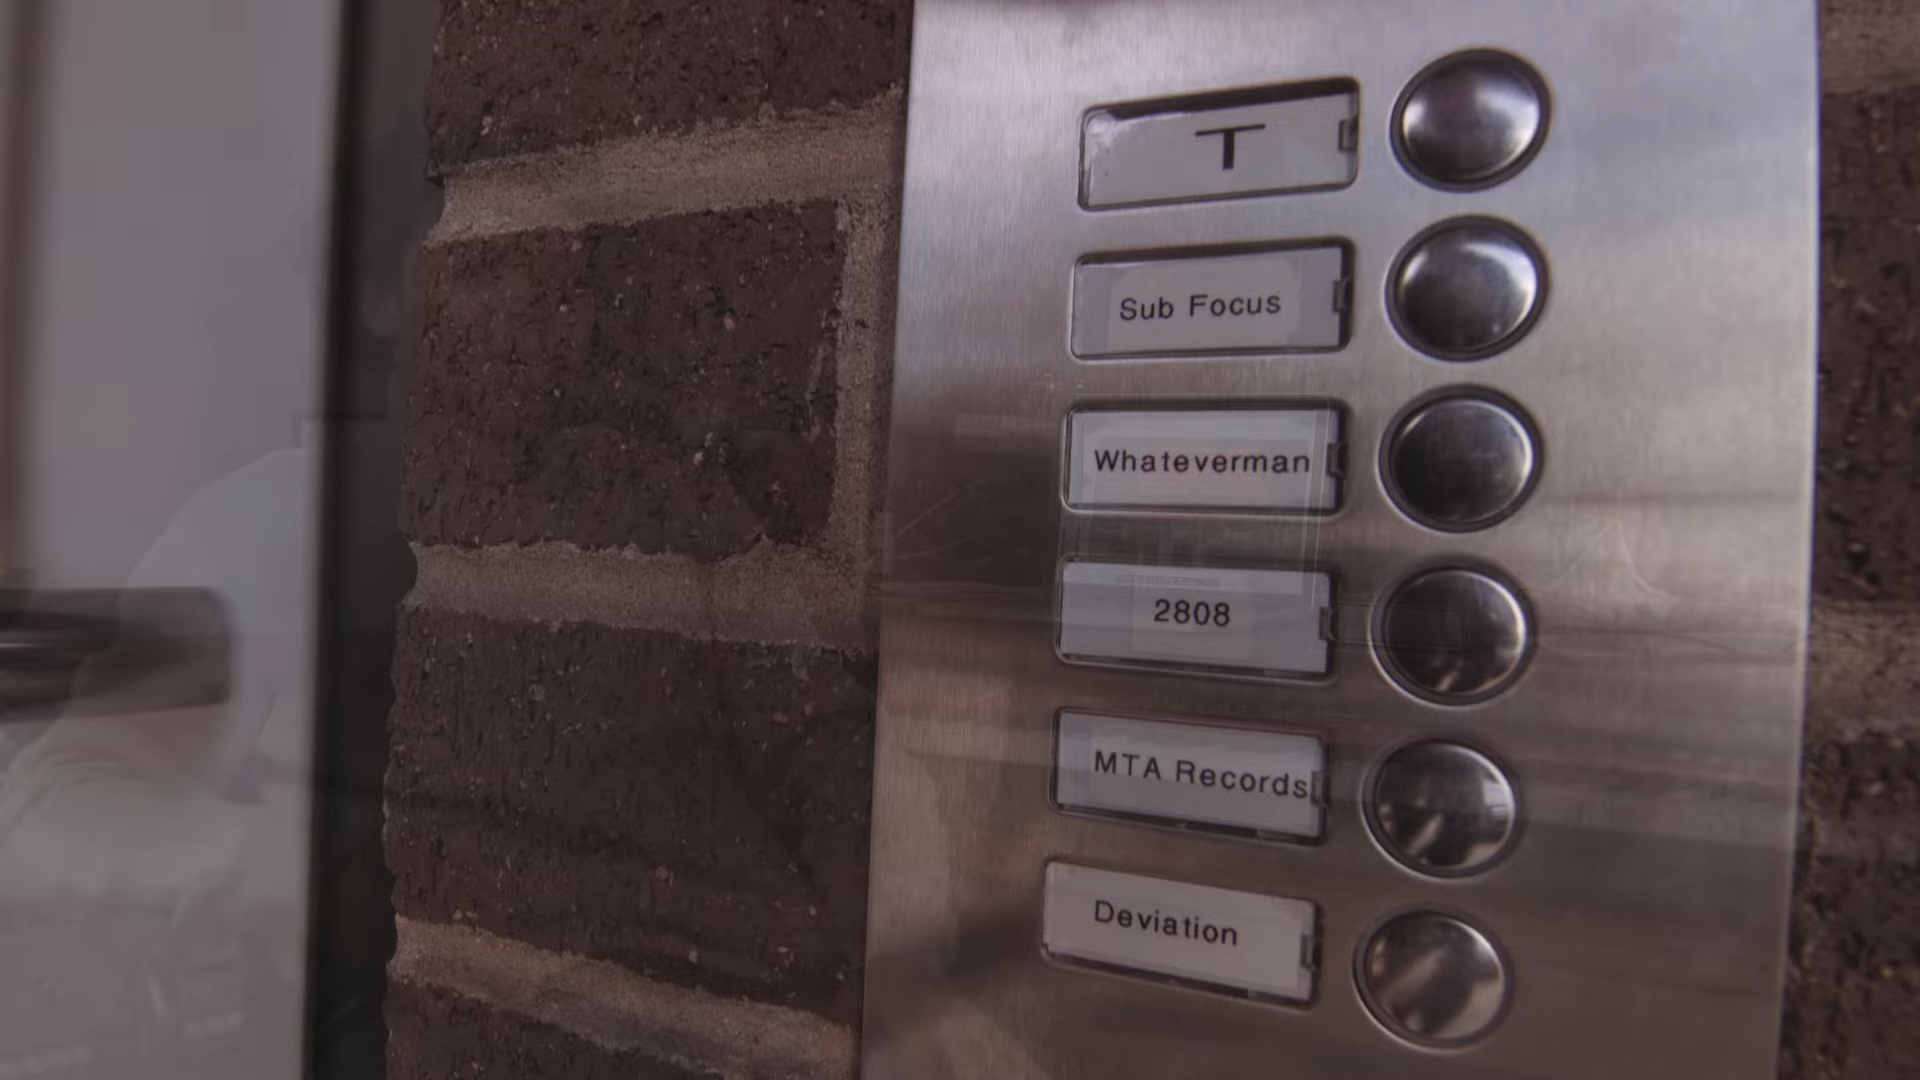 T
Sub Focus
Whateverman
2808
MTA Records
Deviation